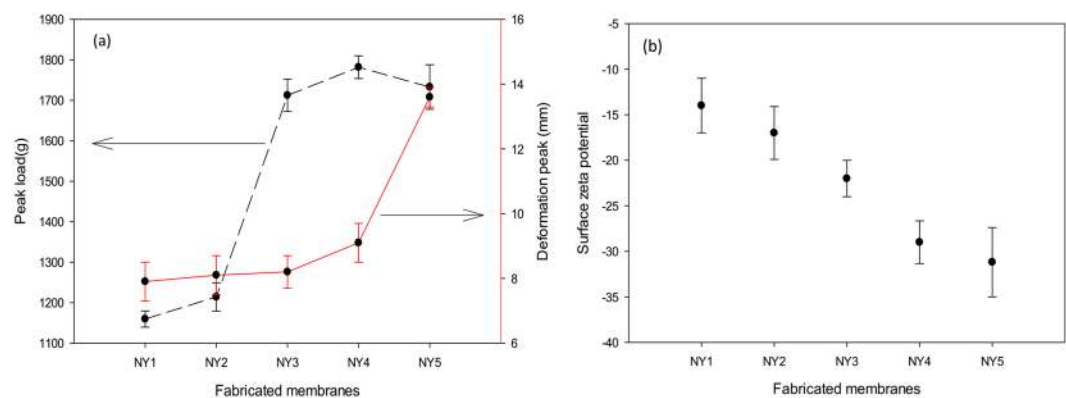 (a)
1900
1800
1700
1600
1500
1400
1300
1200
1100
Peak load(g)
16
14
12
10
8
6
Deformation peak (mm)
NY1 NY2 NY3 NY4 NY5
Fabricated membranes
(b)
-5
-10
-15
-20
-25
-30
-35
-40
Surface zeta potential
NY1 NY2 NY3 NY4 NY5
Fabricated membranes